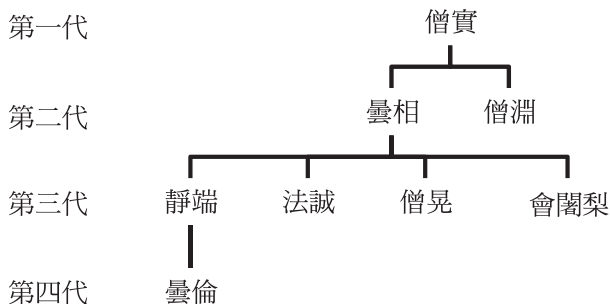 第一代 僧實
第二代 曇相 僧淵
第三代 靜端 法誠 僧晃 會闍梨
第四代 曇倫